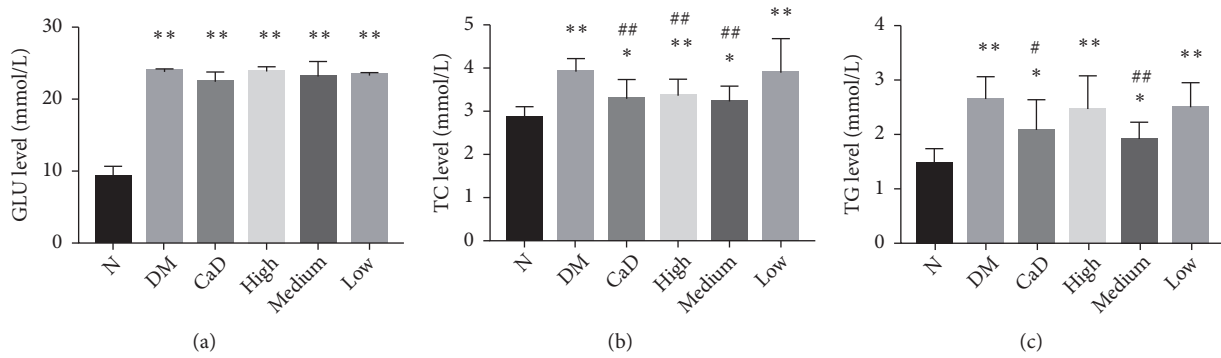 GLU level (mmol/L)
30
20
10
0
** ** ** ** **
N DM CaD High Medium Low
(a)
TC level (mmol/L)
5
4
3
2
1
0
** ## ## ## **
* ** *
N DM CaD High Medium Low
(b)
TG level (mmol/L)
4
3
2
1
0
** # ** ## **
* *
N DM CaD High Medium Low
(c)